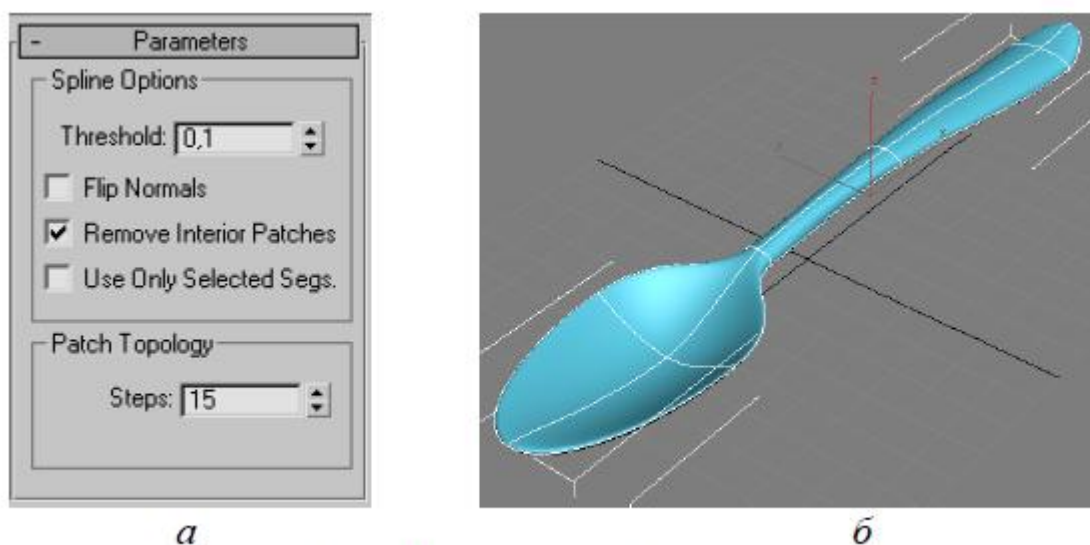 - Parameters
Spline Options
Threshold: 0,1
Flip Normals
Remove Interior Patches
Use Only Selected Segs.
Patch Topology
Steps: 15
а
б